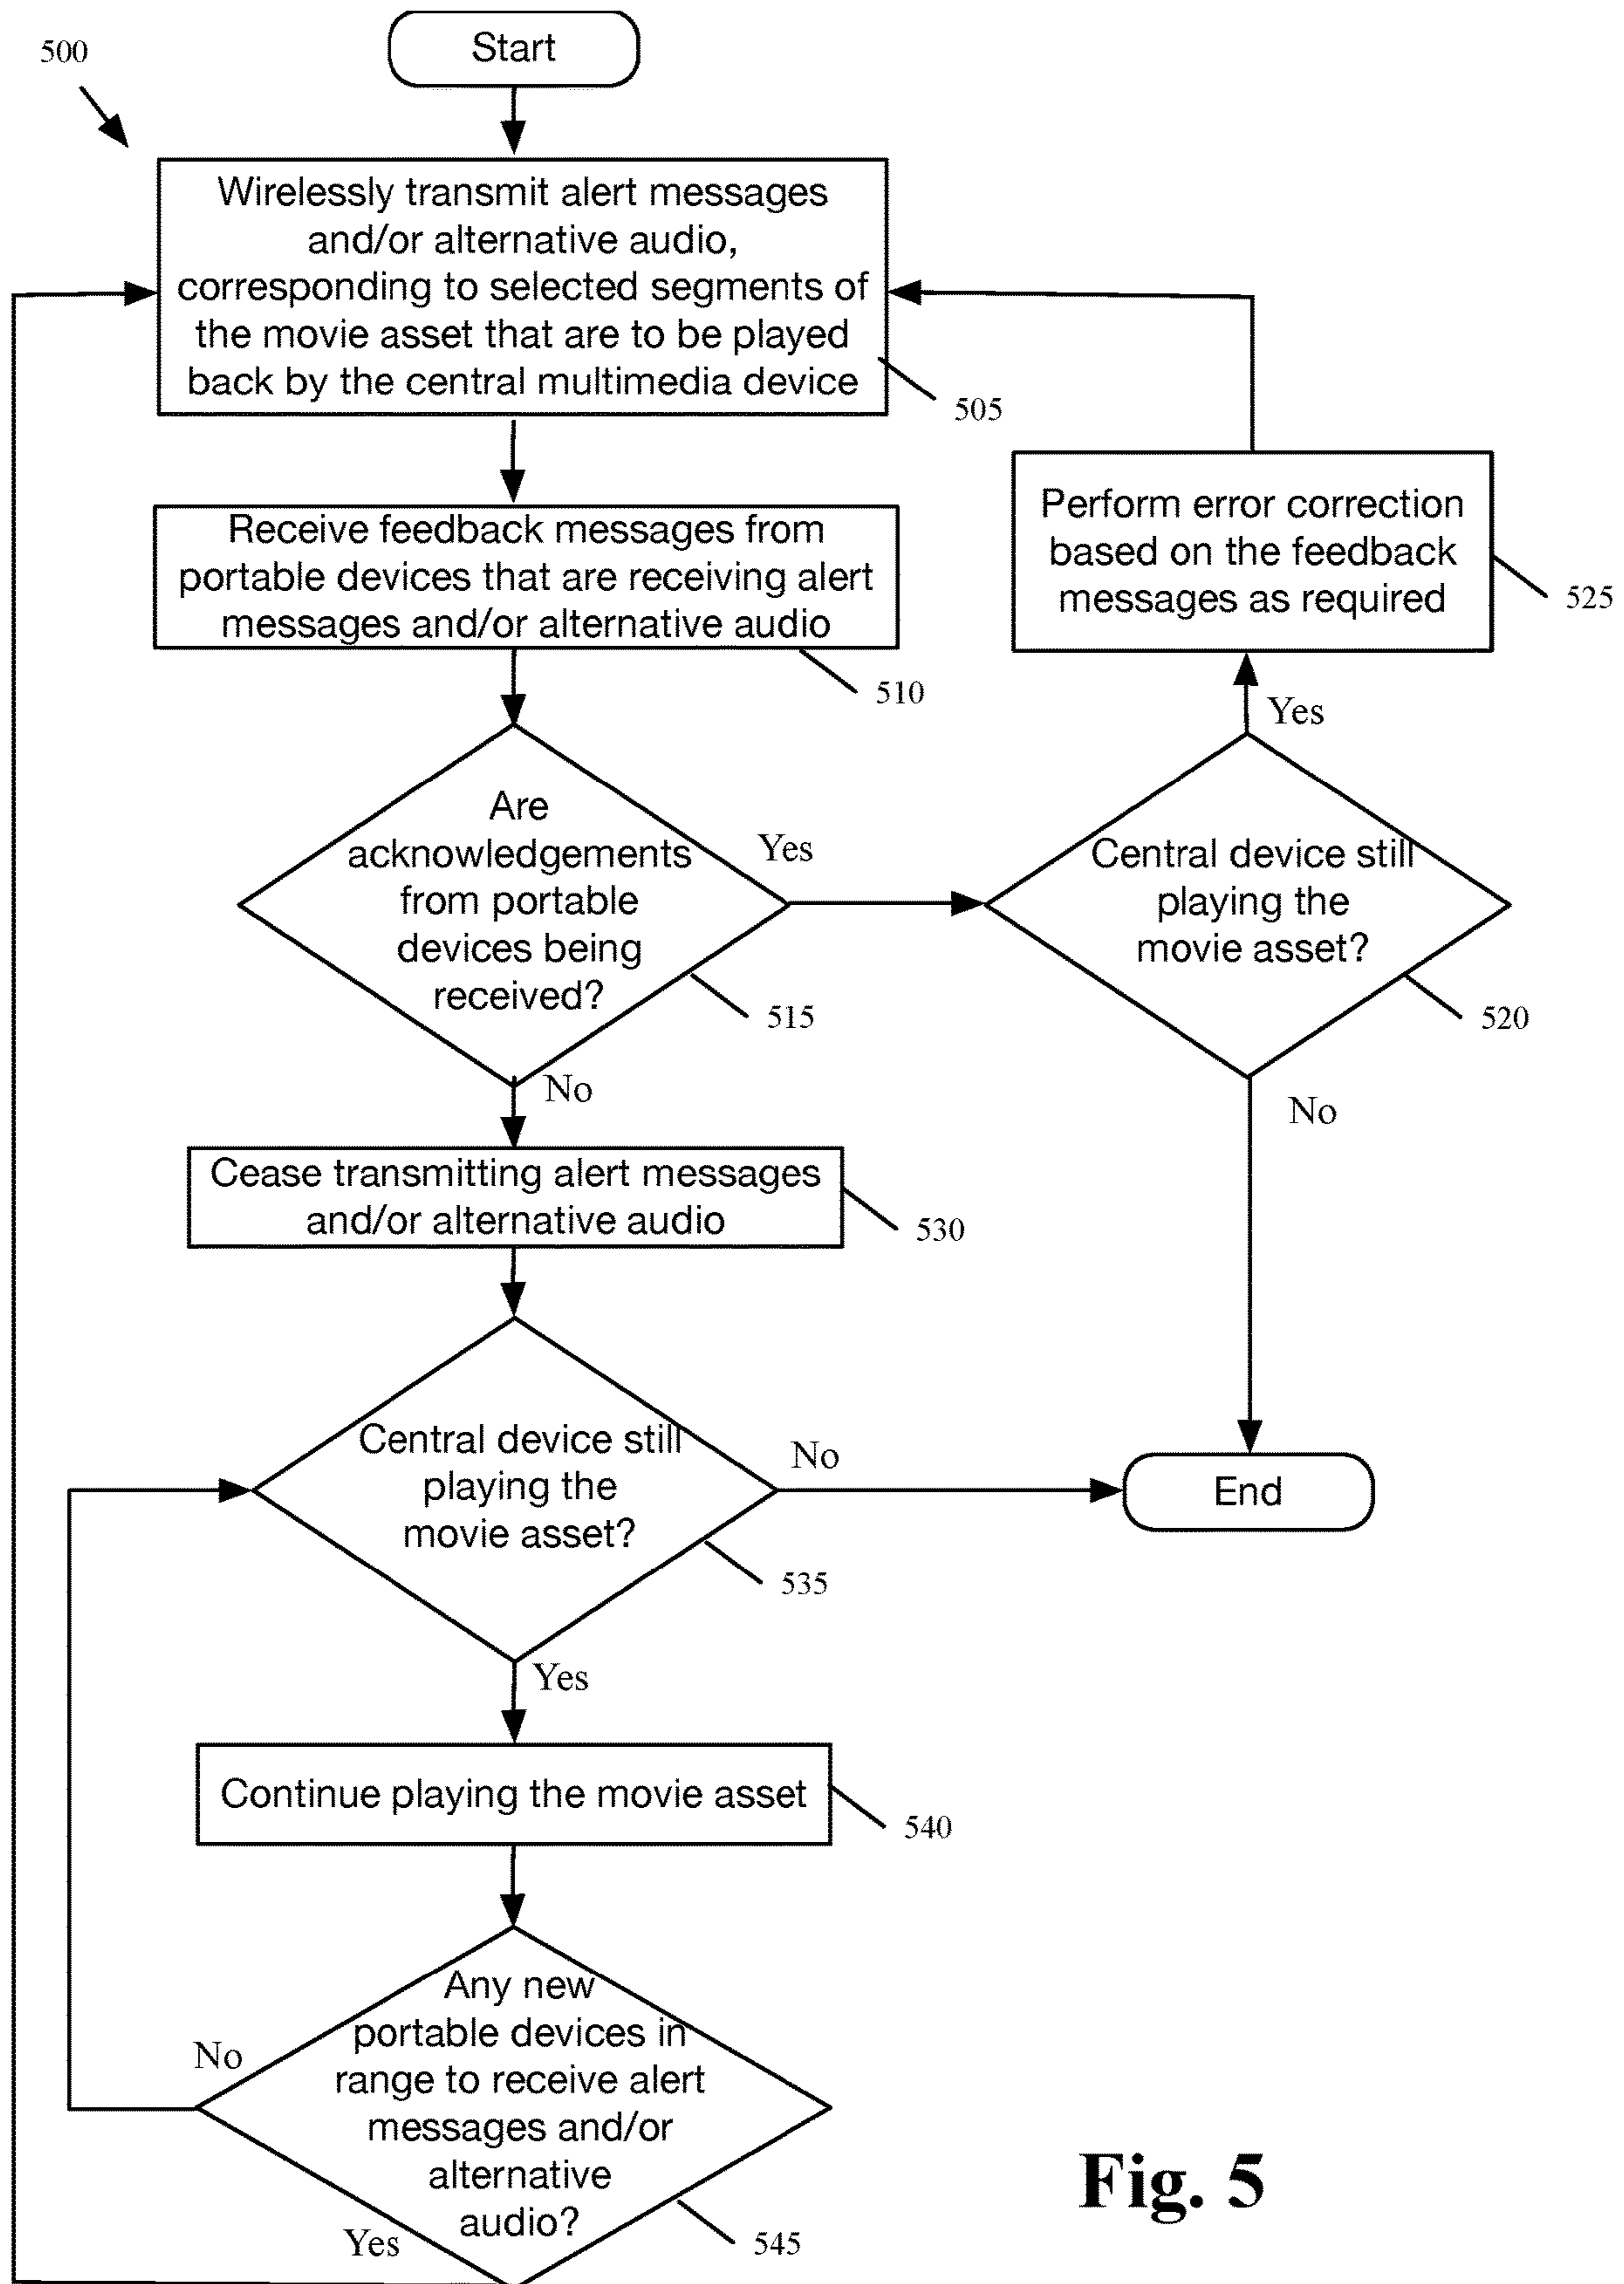 500
Start
Wirelessly transmit alert messages
and/or alternative audio,
corresponding to selected segments of
the movie asset that are to be played
back by the central multimedia device
505
Receive feedback messages from
portable devices that are receiving alert
messages and/or alternative audio
510
Perform error correction
based on the feedback
messages as required
525
Yes
Are
acknowledgements
from portable
devices being
received?
515
Yes
Central device still
playing the
movie asset?
520
No
No
Cease transmitting alert messages
and/or alternative audio
530
Central device still
playing the
movie asset?
535
No
End
Yes
Continue playing the movie asset
540
Any new
portable devices in
range to receive alert
messages and/or
alternative
audio?
545
No
Yes
Fig. 5